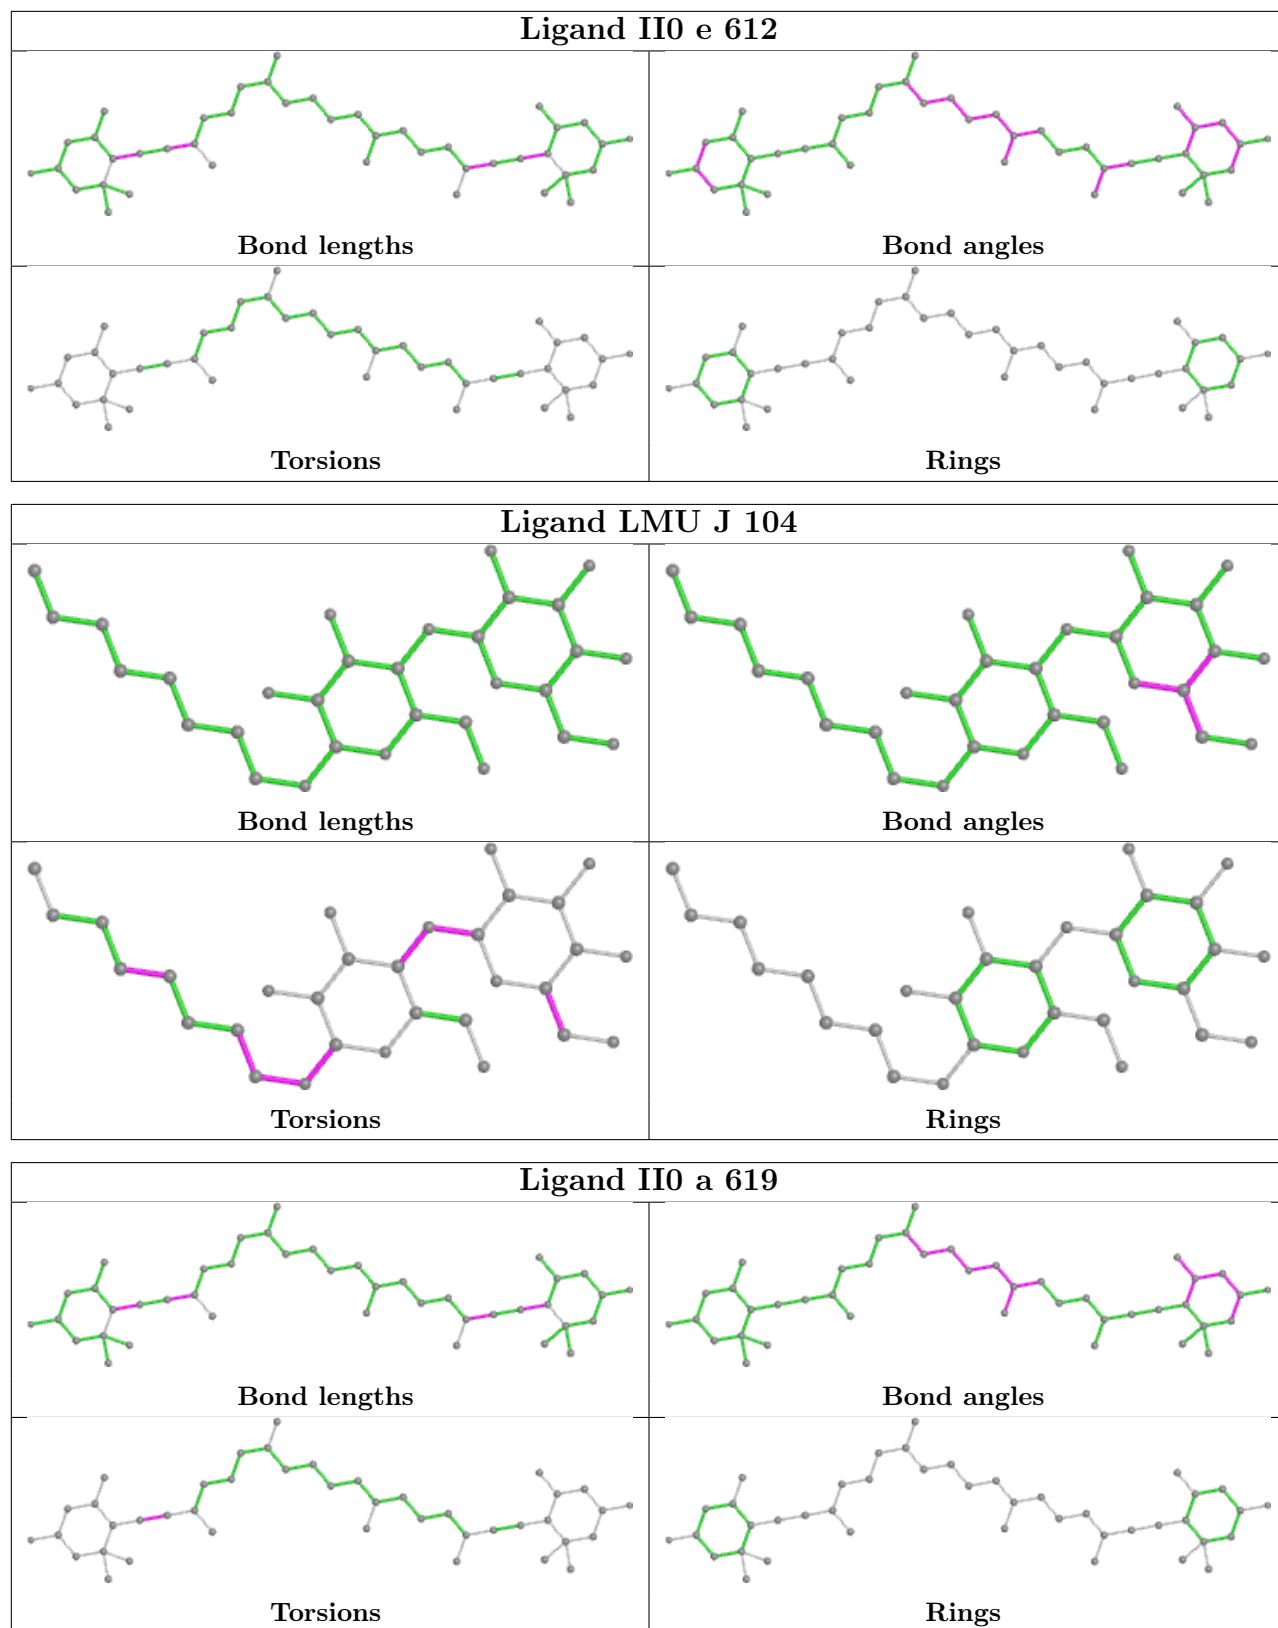 Ligand II0 e 612
Bond lengths
Bond angles
Torsions
Rings
Ligand LMU J 104
Bond lengths
Bond angles
Torsions
Rings
Ligand II0 a 619
Bond lengths
Bond angles
Torsions
Rings